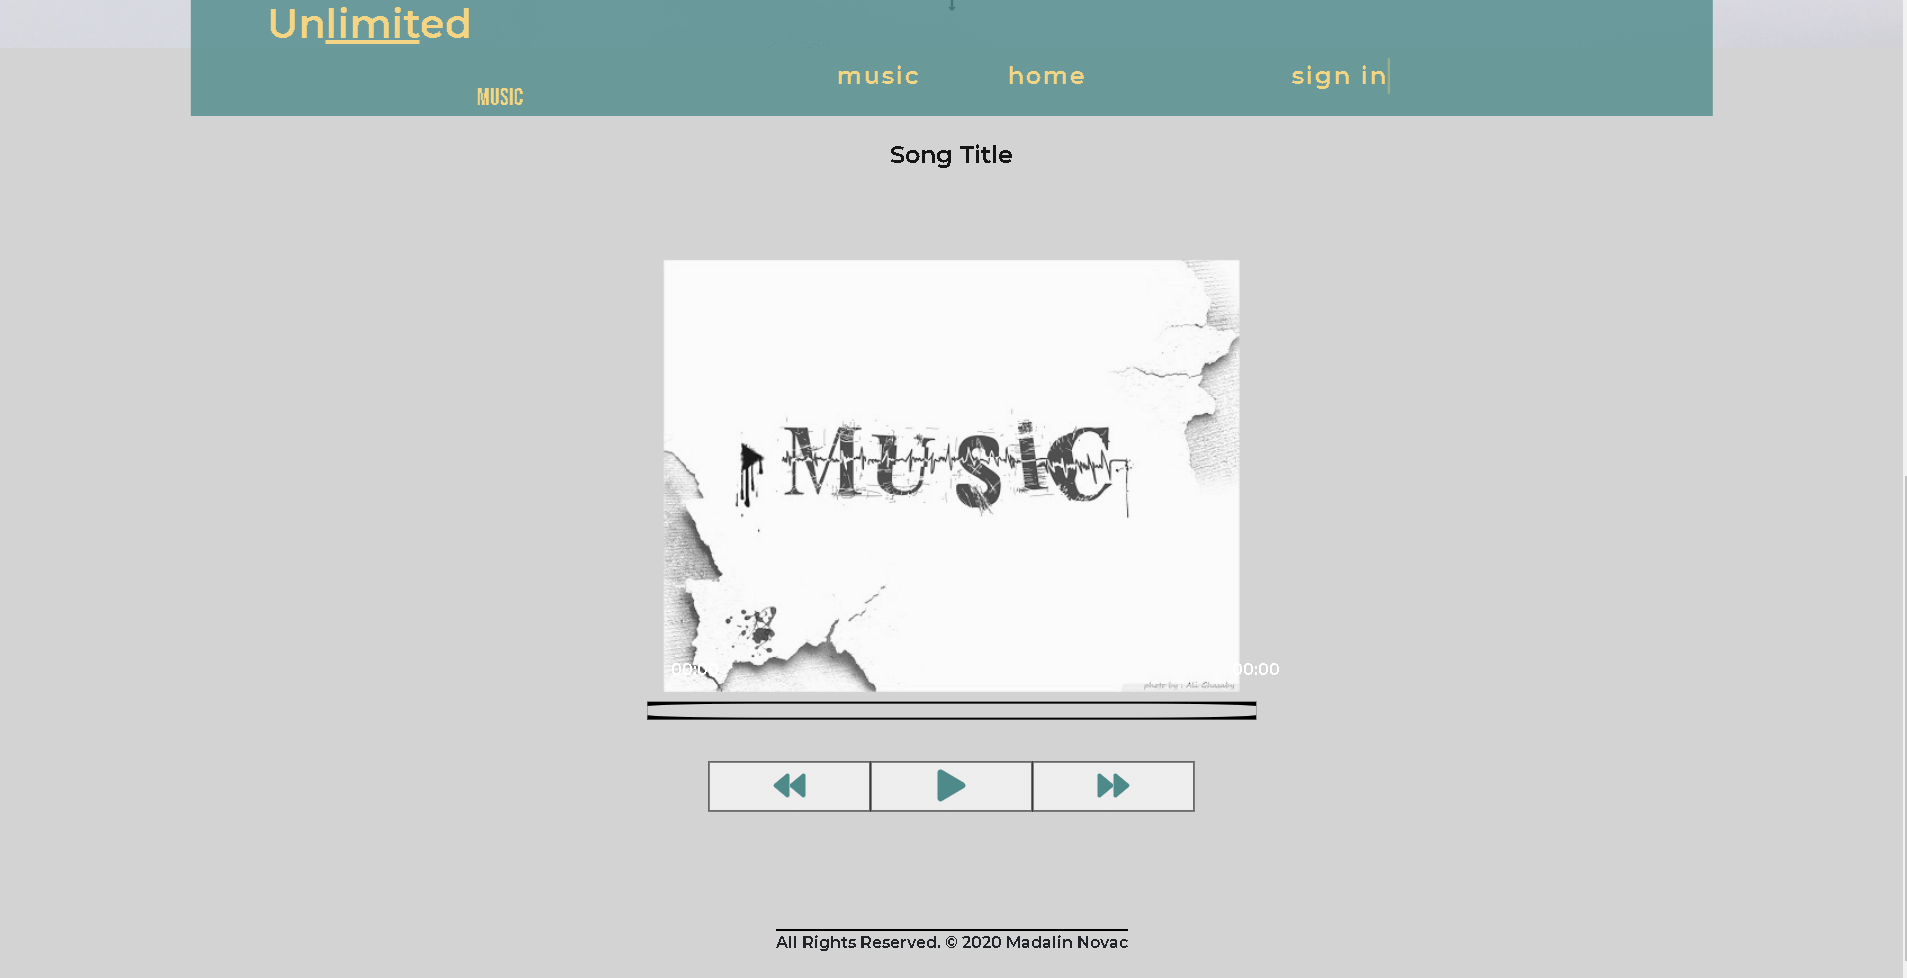 Unlimited
MUSIC
music home sign in
Song Title
MUSiC
00:00 00:00
photo by : Ali Ghasaby
All Rights Reserved. © 2020 Madalin Novac